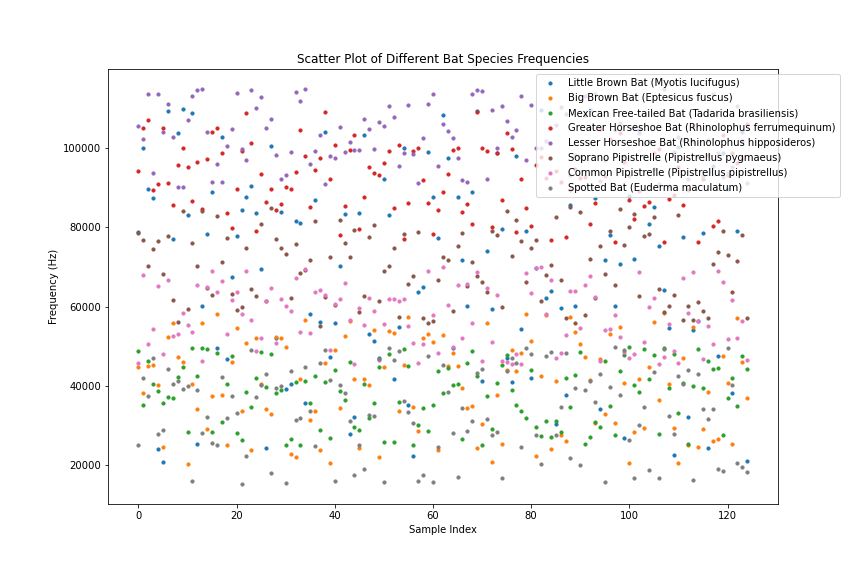 Scatter Plot of Different Bat Species Frequencies
Little Brown Bat (Myotis lucifugus)
Big Brown Bat (Eptesicus fuscus)
Mexican Free-tailed Bat (Tadarida brasiliensis)
Greater Horseshoe Bat (Rhinolophus ferrumequinum)
Lesser Horseshoe Bat (Rhinolophus hipposideros)
Soprano Pipistrelle (Pipistrellus pygmaeus)
Common Pipistrelle (Pipistrellus pipistrellus)
Spotted Bat (Euderma maculatum)
Frequency (Hz)
100000
80000
60000
40000
20000
0 20 40 60 80 100 120
Sample Index